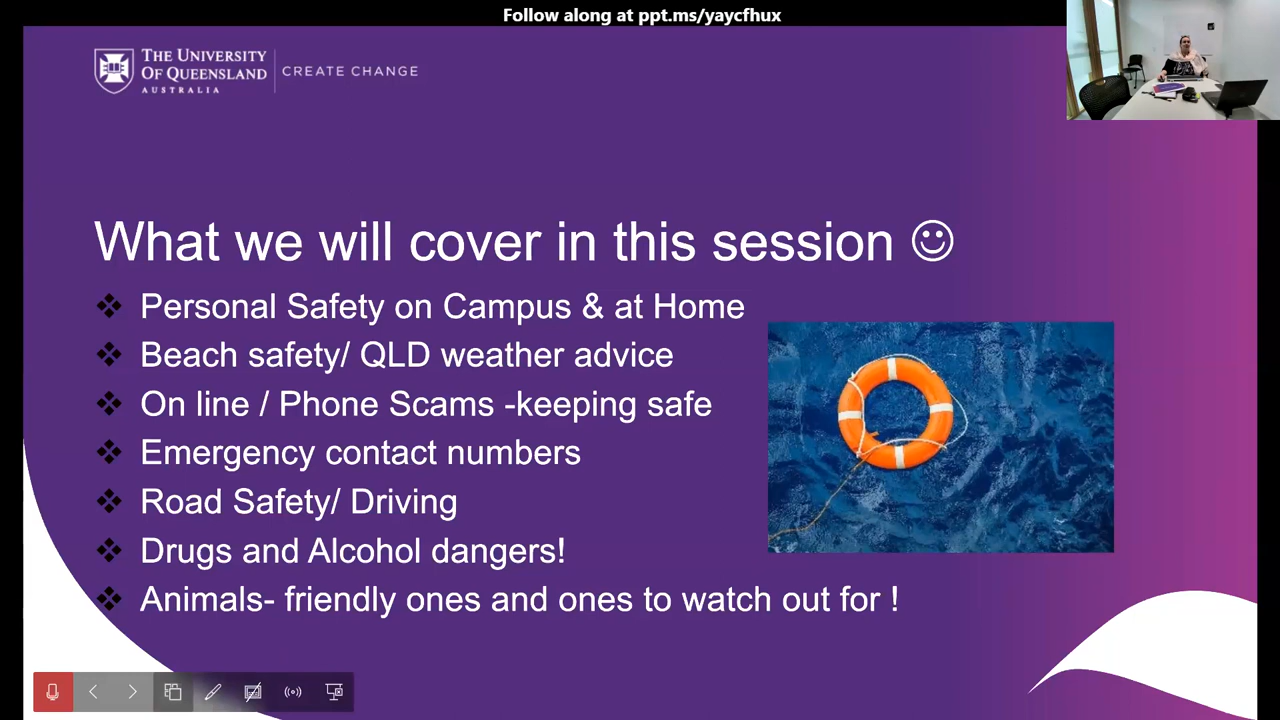 Follow along at ppt.ms/yaycfhux
THE UNIVERSITY
OF QUEENSLAND
AUSTRALIA
CREATE CHANGE
What we will cover in this session ☺
❖ Personal Safety on Campus & at Home
❖ Beach safety/ QLD weather advice
❖ On line / Phone Scams -keeping safe
❖ Emergency contact numbers
❖ Road Safety/ Driving
❖ Drugs and Alcohol dangers!
❖ Animals- friendly ones and ones to watch out for !